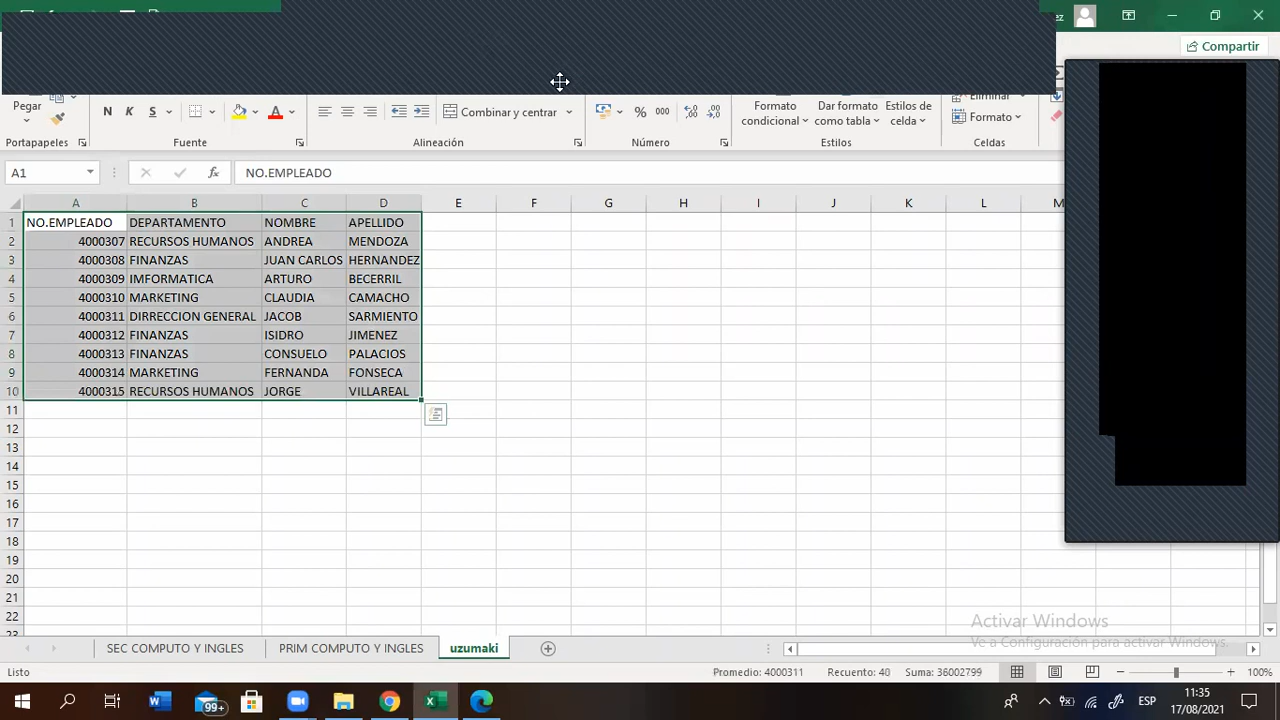 ez
Compartir
Pegar
N K S
A
Combinar y centrar
% 000
Formato condicional
Dar formato como tabla
Estilos de celda
Eliminar
Formato
Portapapeles
Fuente
Alineación
Número
Estilos
Celdas
A1
fx
NO.EMPLEADO
A B C D E F G H I J K L M
1 NO.EMPLEADO DEPARTAMENTO NOMBRE APELLIDO
2 4000307 RECURSOS HUMANOS ANDREA MENDOZA
3 4000308 FINANZAS JUAN CARLOS HERNANDEZ
4 4000309 IMFORMATICA ARTURO BECERRIL
5 4000310 MARKETING CLAUDIA CAMACHO
6 4000311 DIRRECCION GENERAL JACOB SARMIENTO
7 4000312 FINANZAS ISIDRO JIMENEZ
8 4000313 FINANZAS CONSUELO PALACIOS
9 4000314 MARKETING FERNANDA FONSECA
10 4000315 RECURSOS HUMANOS JORGE VILLAREAL
11
12
13
14
15
16
17
18
19
20
21
22
23
Activar Windows
Ve a Configuración para activar Windows.
SEC COMPUTO Y INGLES
PRIM COMPUTO Y INGLES
uzumaki
Listo
Promedio: 4000311
Recuento: 40
Suma: 36002799
100%
99+
ESP
11:35
17/08/2021